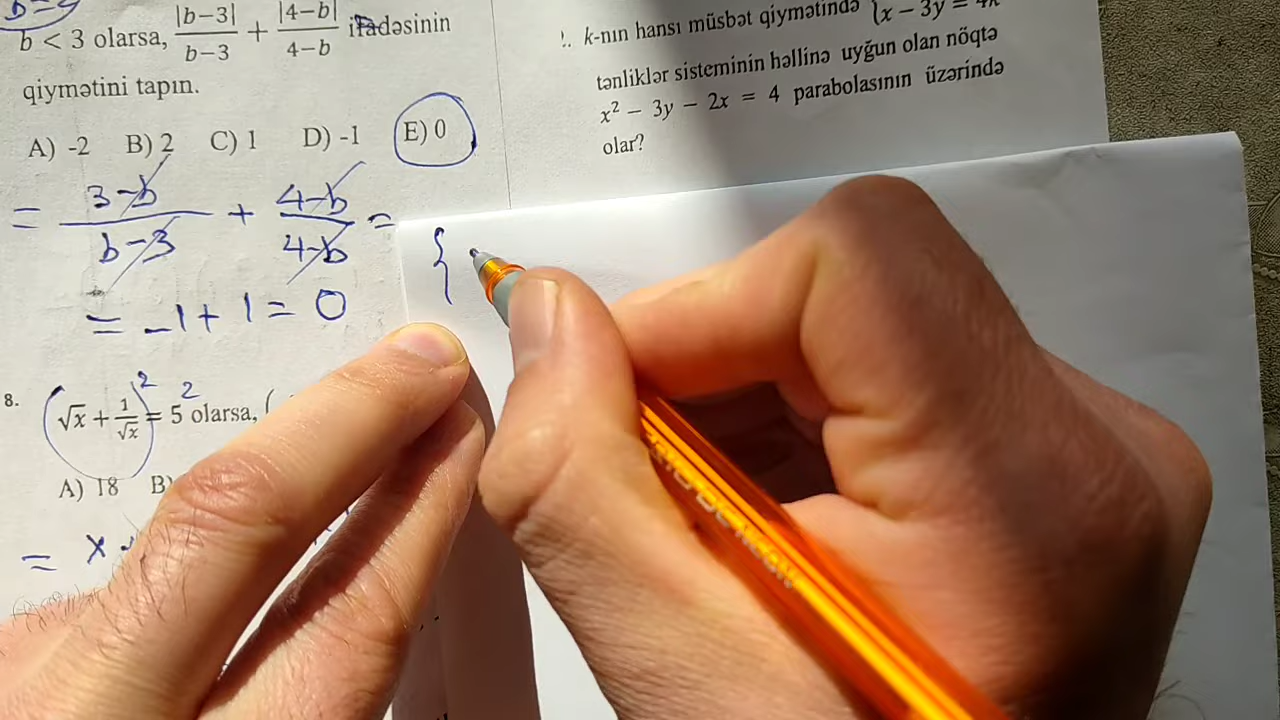 b < 3 olarsa, |b−3|/b−3 + |4−b|/4−b ifadəsinin
qiymətini tapın.
A) -2 B) 2 C) 1 D) -1 E) 0
= 3−b/b−3 + 4−b/4−b =
= −1 + 1 = 0
8. (√x + 1/√x)² = 5² olarsa, (
A) 18 B)
= x
k-nın hansı müsbət qiymətində {x − 3y = 4k
tənliklər sisteminin həllinə uyğun olan nöqtə
x² − 3y − 2x = 4 parabolasının üzərində
olar?
{